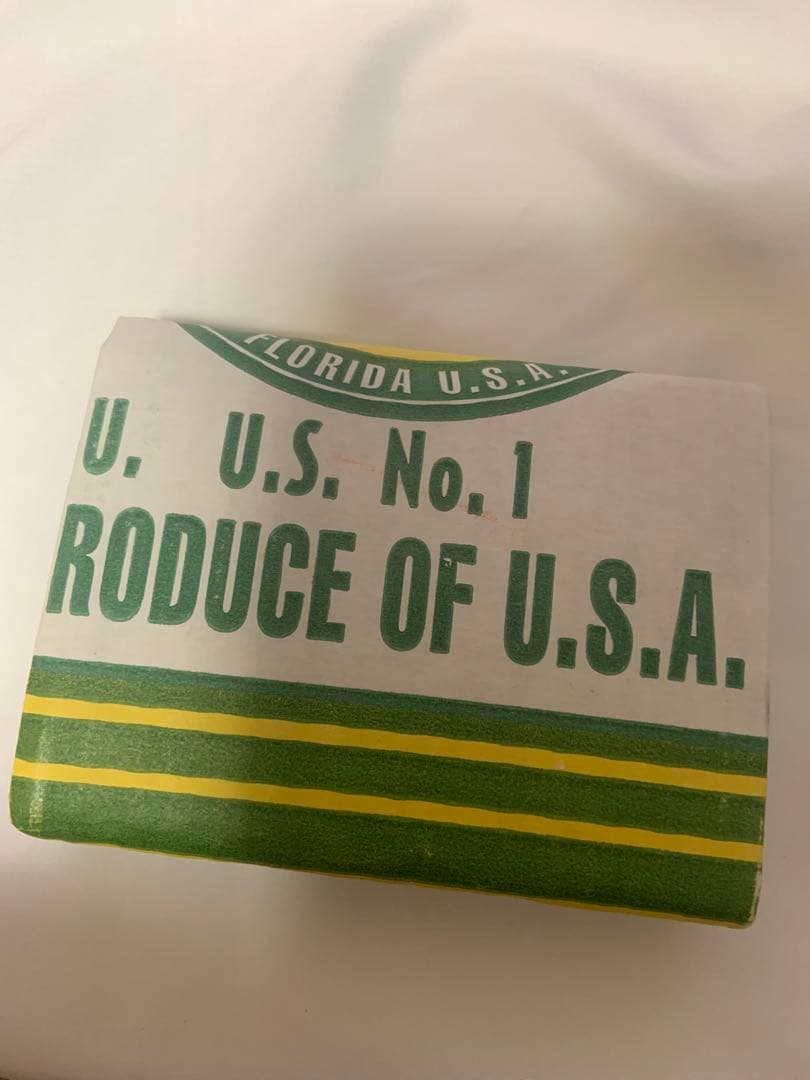 FLORIDA U.S.A.
U. U.S. No. 1
RODUCE OF U.S.A.